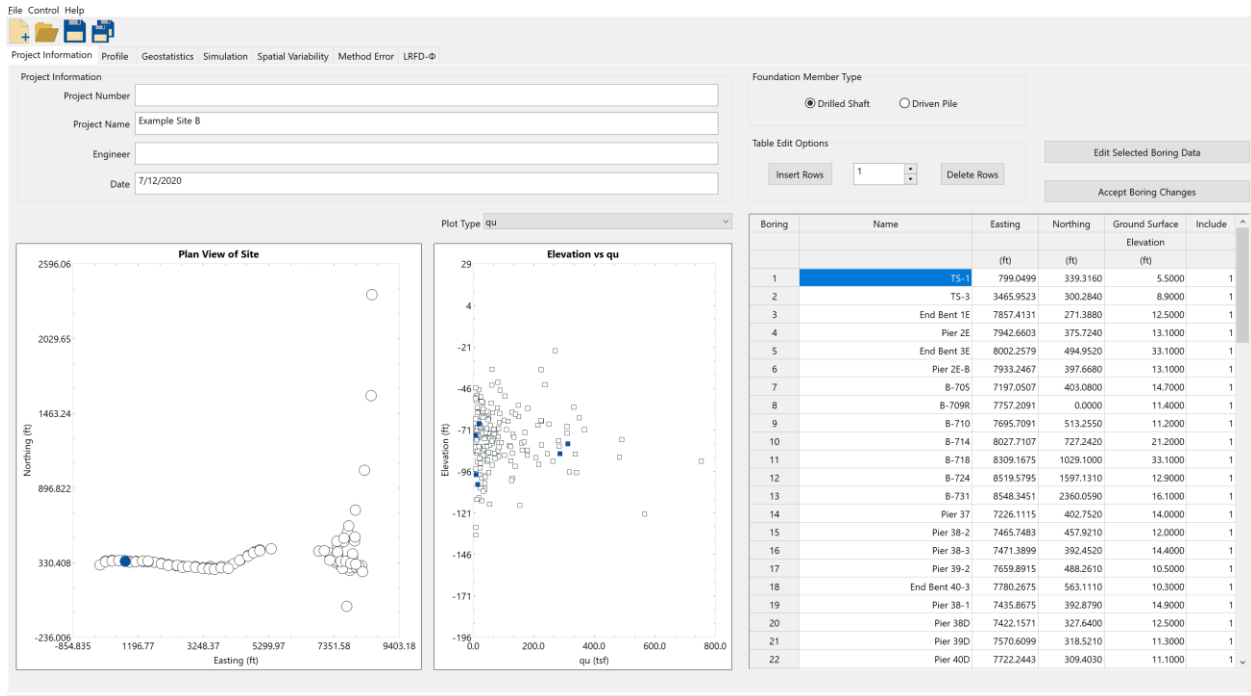 File Control Help
Project Information Profile Geostatistics Simulation Spatial Variability Method Error LRFD-Φ
Project Information
Project Number
Project Name Example Site B
Engineer
Date 7/12/2020
Foundation Member Type
Drilled Shaft Driven Pile
Table Edit Options
Insert Rows 1 Delete Rows
Edit Selected Boring Data
Accept Boring Changes
Plot Type qu
Plan View of Site
2596.06
2029.65
1463.24
896.822
330.408
-236.006
Northing (ft)
-854.835 1196.77 3248.37 5299.97 7351.58 9403.18
Easting (ft)
Elevation vs qu
29
4
-21
-46
-71
-96
-121
-146
-171
-196
Elevation (ft)
0.0 200.0 400.0 600.0 800.0
qu (tsf)
Boring Name Easting Northing Ground Surface Include
Elevation
(ft) (ft) (ft)
1 TS-1 799.0499 339.3160 5.5000 1
2 TS-3 3465.9523 300.2840 8.9000 1
3 End Bent 1E 7857.4131 271.3880 12.5000 1
4 Pier 2E 7942.6603 375.7240 13.1000 1
5 End Bent 3E 8002.2579 494.9520 33.1000 1
6 Pier 2E-B 7933.2467 397.6680 13.1000 1
7 B-705 7197.0507 403.0800 14.7000 1
8 B-709R 7757.2091 0.0000 11.4000 1
9 B-710 7695.7091 513.2550 11.2000 1
10 B-714 8027.7107 727.2420 21.2000 1
11 B-718 8309.1675 1029.1000 33.1000 1
12 B-724 8519.5795 1597.1310 12.9000 1
13 B-731 8548.3451 2360.0590 16.1000 1
14 Pier 37 7226.1115 402.7520 14.0000 1
15 Pier 38-2 7465.7483 457.9210 12.0000 1
16 Pier 38-3 7471.3899 392.4520 14.4000 1
17 Pier 39-2 7659.8915 488.2610 10.5000 1
18 End Bent 40-3 7780.2675 563.1110 10.3000 1
19 Pier 38-1 7435.8675 392.8790 14.9000 1
20 Pier 38D 7422.1571 327.6400 12.5000 1
21 Pier 39D 7570.6099 318.5210 11.3000 1
22 Pier 40D 7722.2443 309.4030 11.1000 1